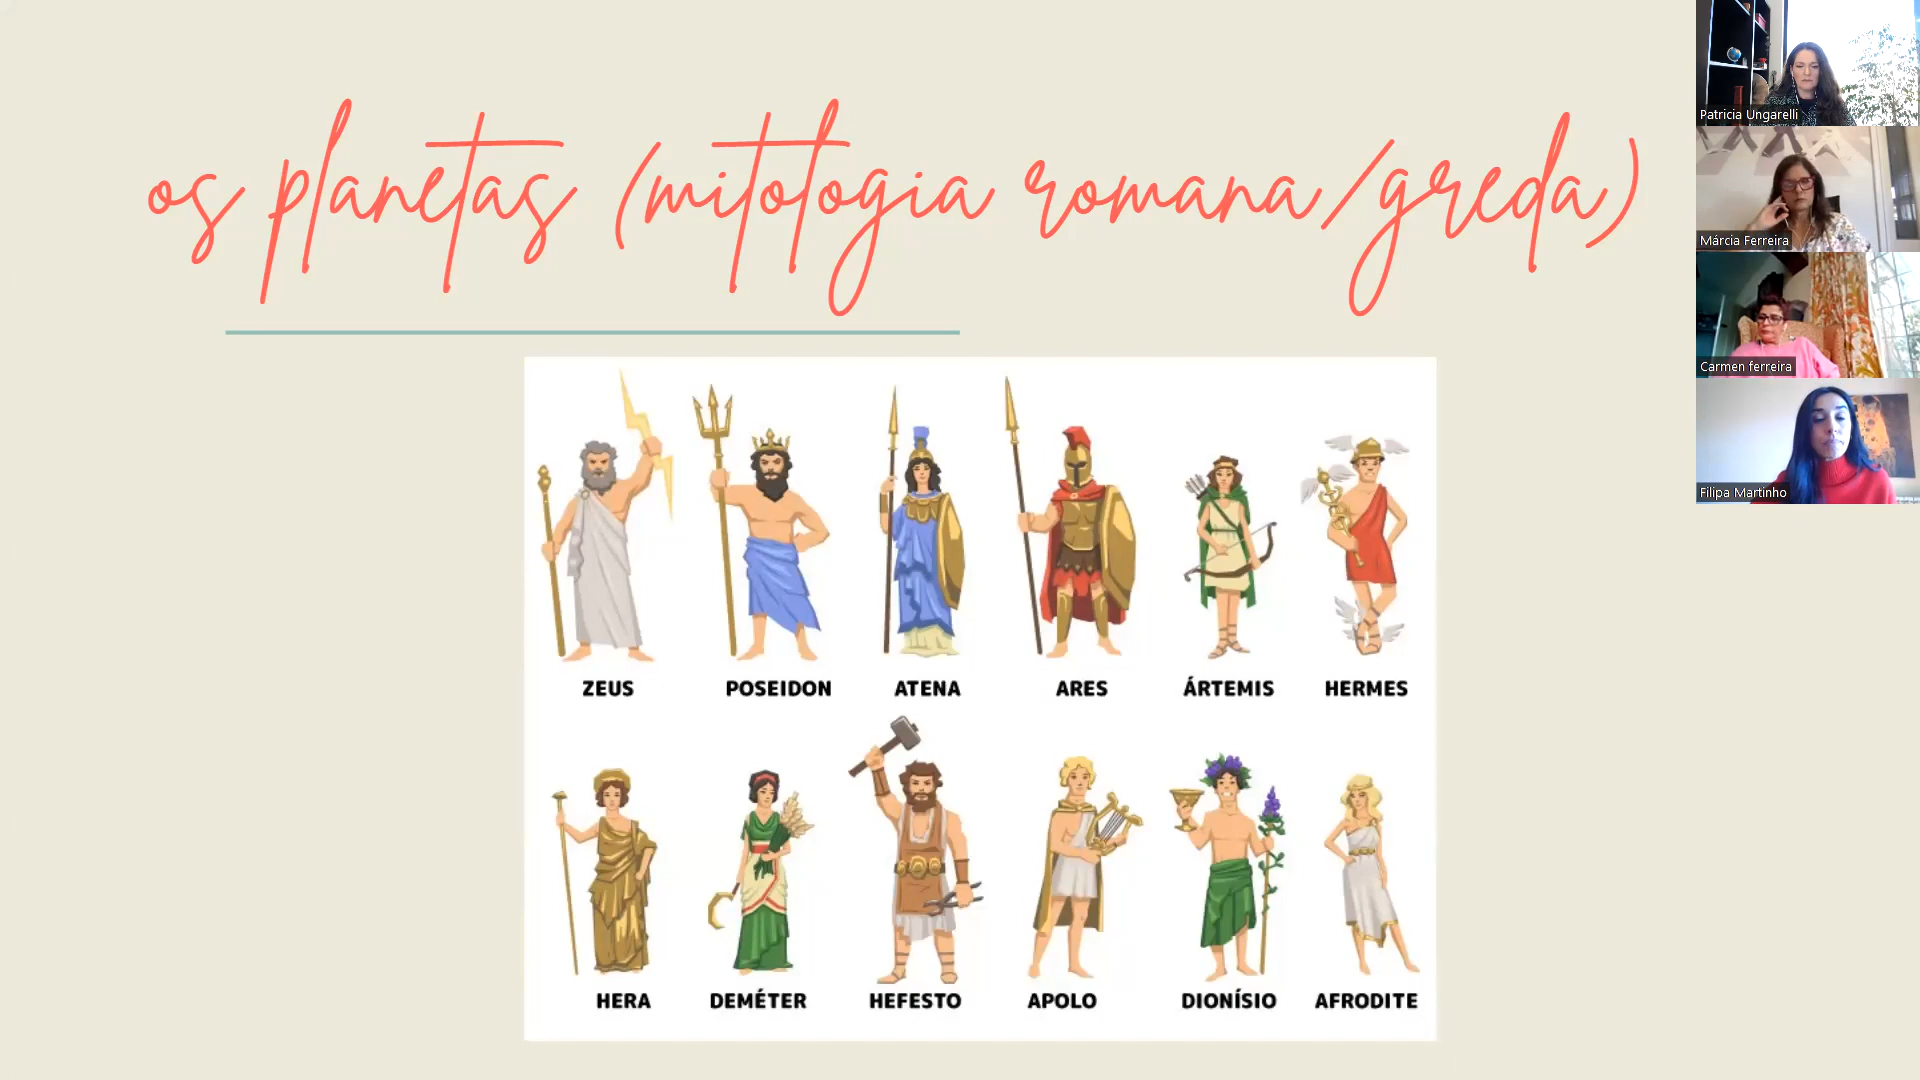 os planetas (mitologia romana/greda)
ZEUS POSEIDON ATENA ARES ÁRTEMIS HERMES
HERA DEMÉTER HEFESTO APOLO DIONÍSIO AFRODITE
Patricia Ungarelli
Márcia Ferreira
Carmen ferreira
Filipa Martinho